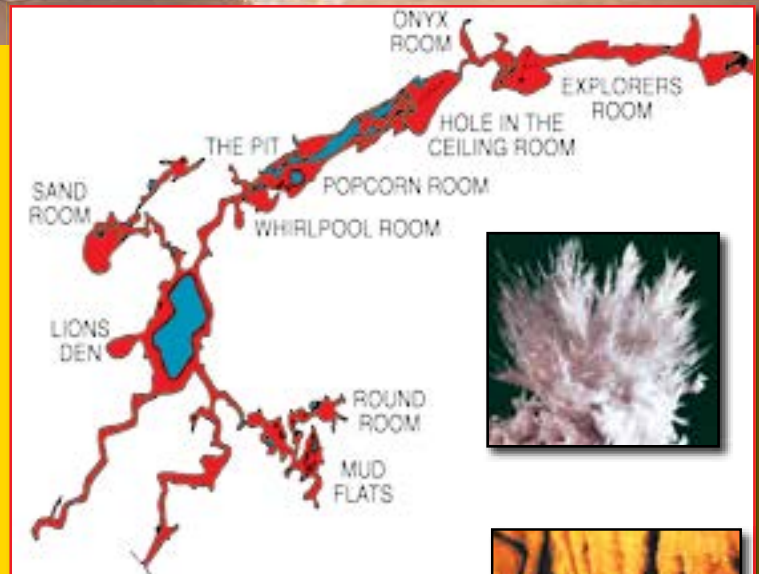 ONYX
ROOM
EXPLORERS
ROOM
HOLE IN THE
CEILING ROOM
THE PIT
POPCORN ROOM
SAND
ROOM
WHIRLPOOL ROOM
LIONS
DEN
ROUND
ROOM
MUD
FLATS